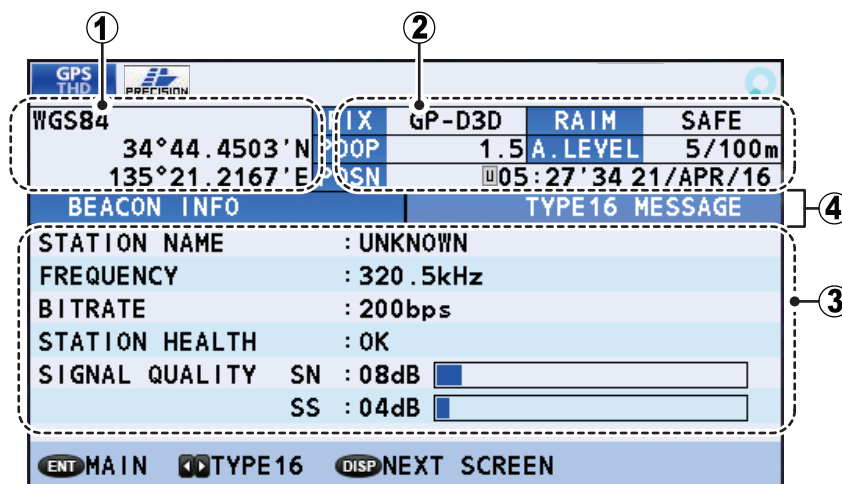 1 2
GPS THD PRECISION
WGS84 FIX GP-D3D RAIM SAFE
34°44.4503'N PDOP 1.5 A.LEVEL 5/100m
135°21.2167'E POSN U05:27'34 21/APR/16
BEACON INFO TYPE16 MESSAGE 4
STATION NAME : UNKNOWN
FREQUENCY : 320.5kHz
BITRATE : 200bps 3
STATION HEALTH : OK
SIGNAL QUALITY SN : 08dB
SS : 04dB
ENT MAIN TYPE16 DISP NEXT SCREEN